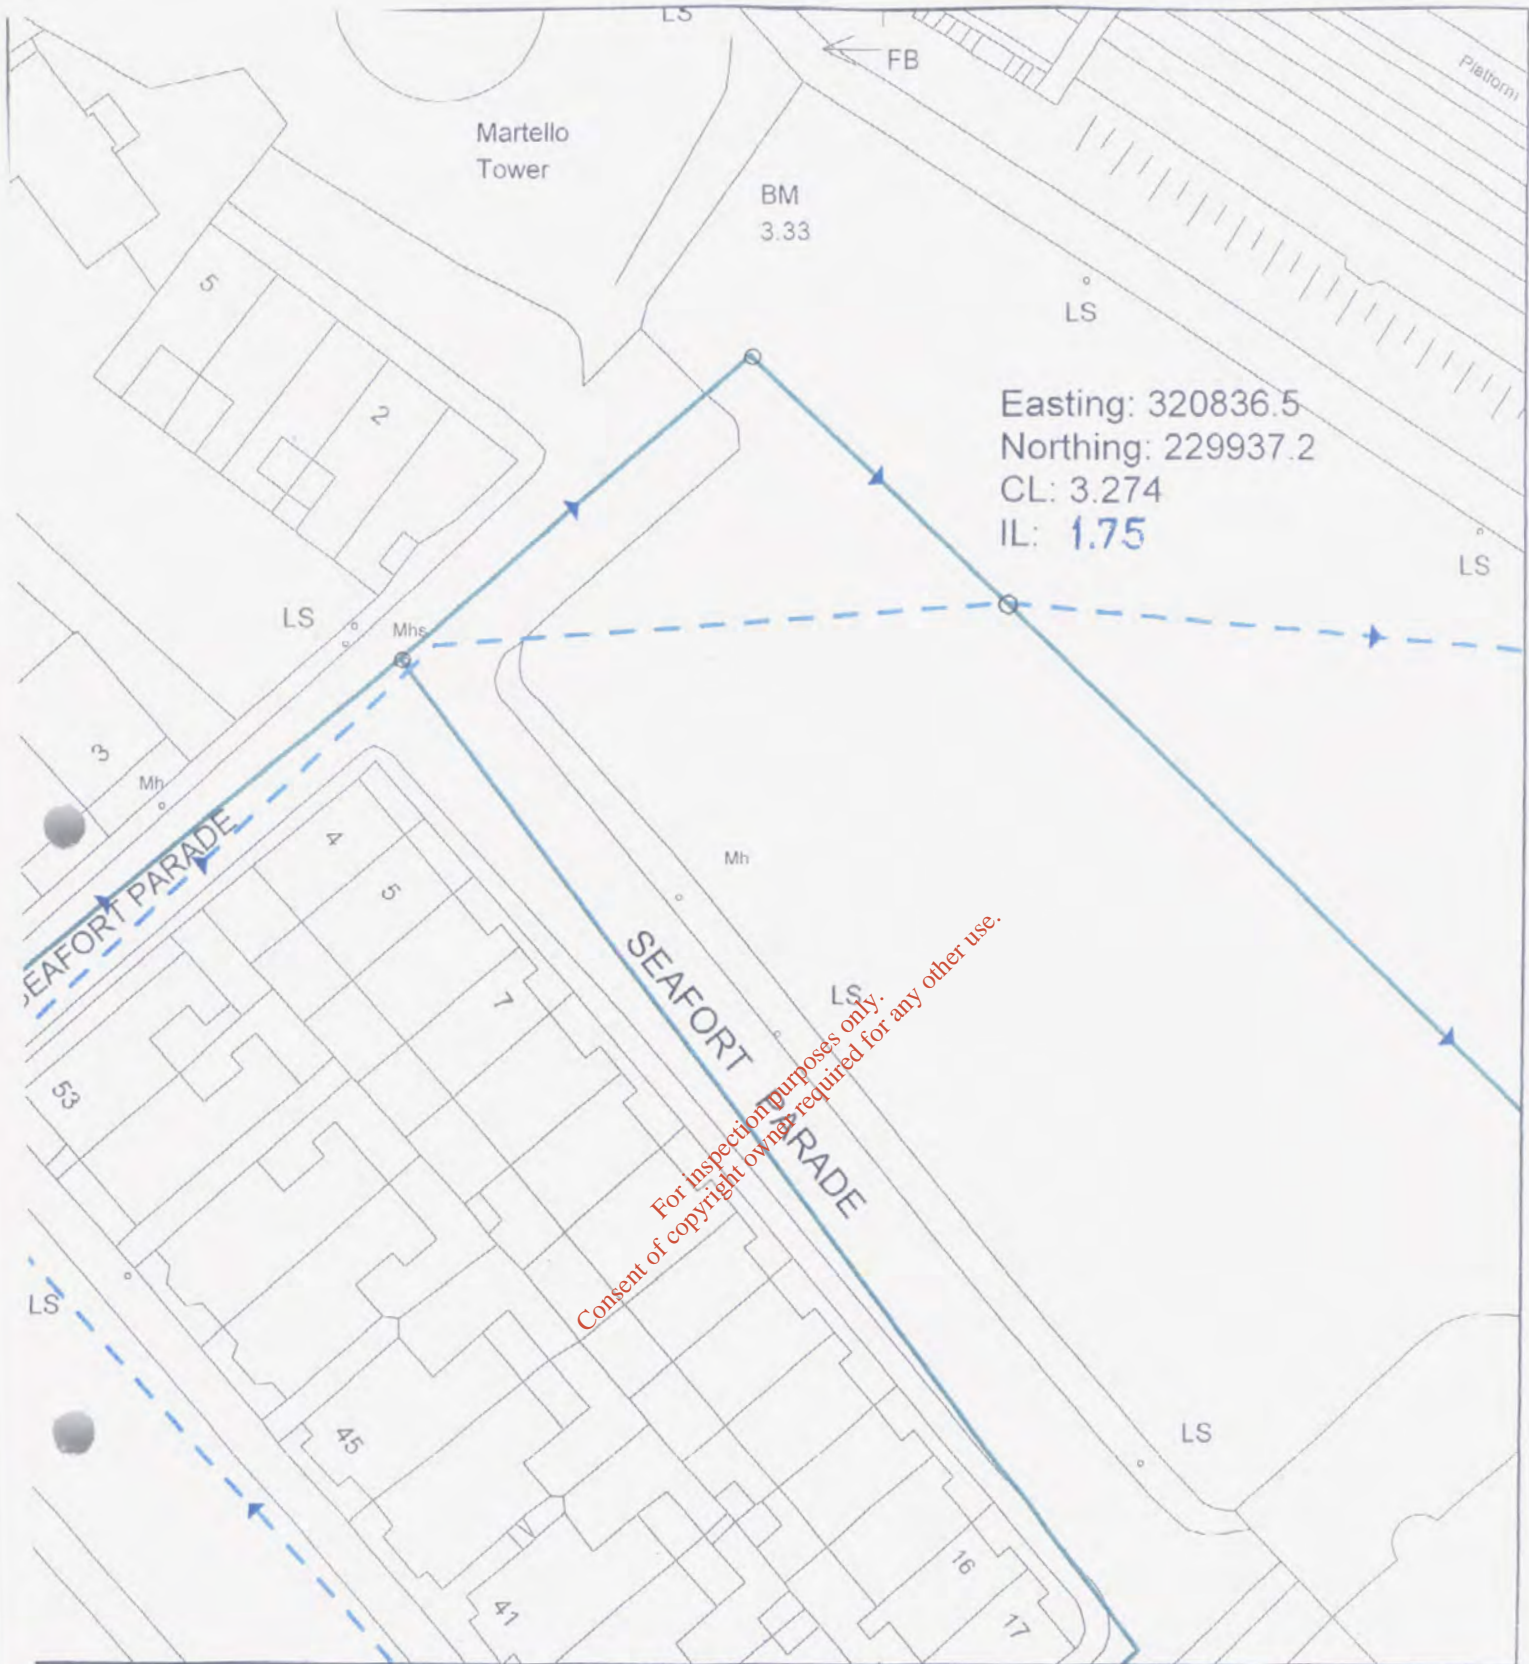 LS
FB
Platform
Martello
Tower
BM
3.33
LS
5
2
Easting: 320836.5
Northing: 229937.2
CL: 3.274
IL: 1.75
LS
LS
Mhs
3
Mh
SEAFORT PARADE
4
5
7
Mh
SEAFORT PARADE
LS
53
For inspection purposes only.
Consent of copyright owner required for any other use.
LS
45
LS
41
16
17